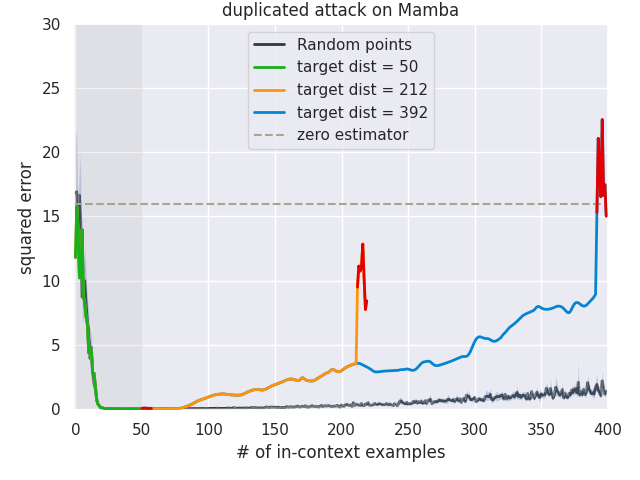 duplicated attack on Mamba
30
25
20
15
10
5
0
squared error
Random points
target dist = 50
target dist = 212
target dist = 392
zero estimator
0 50 100 150 200 250 300 350 400
# of in-context examples